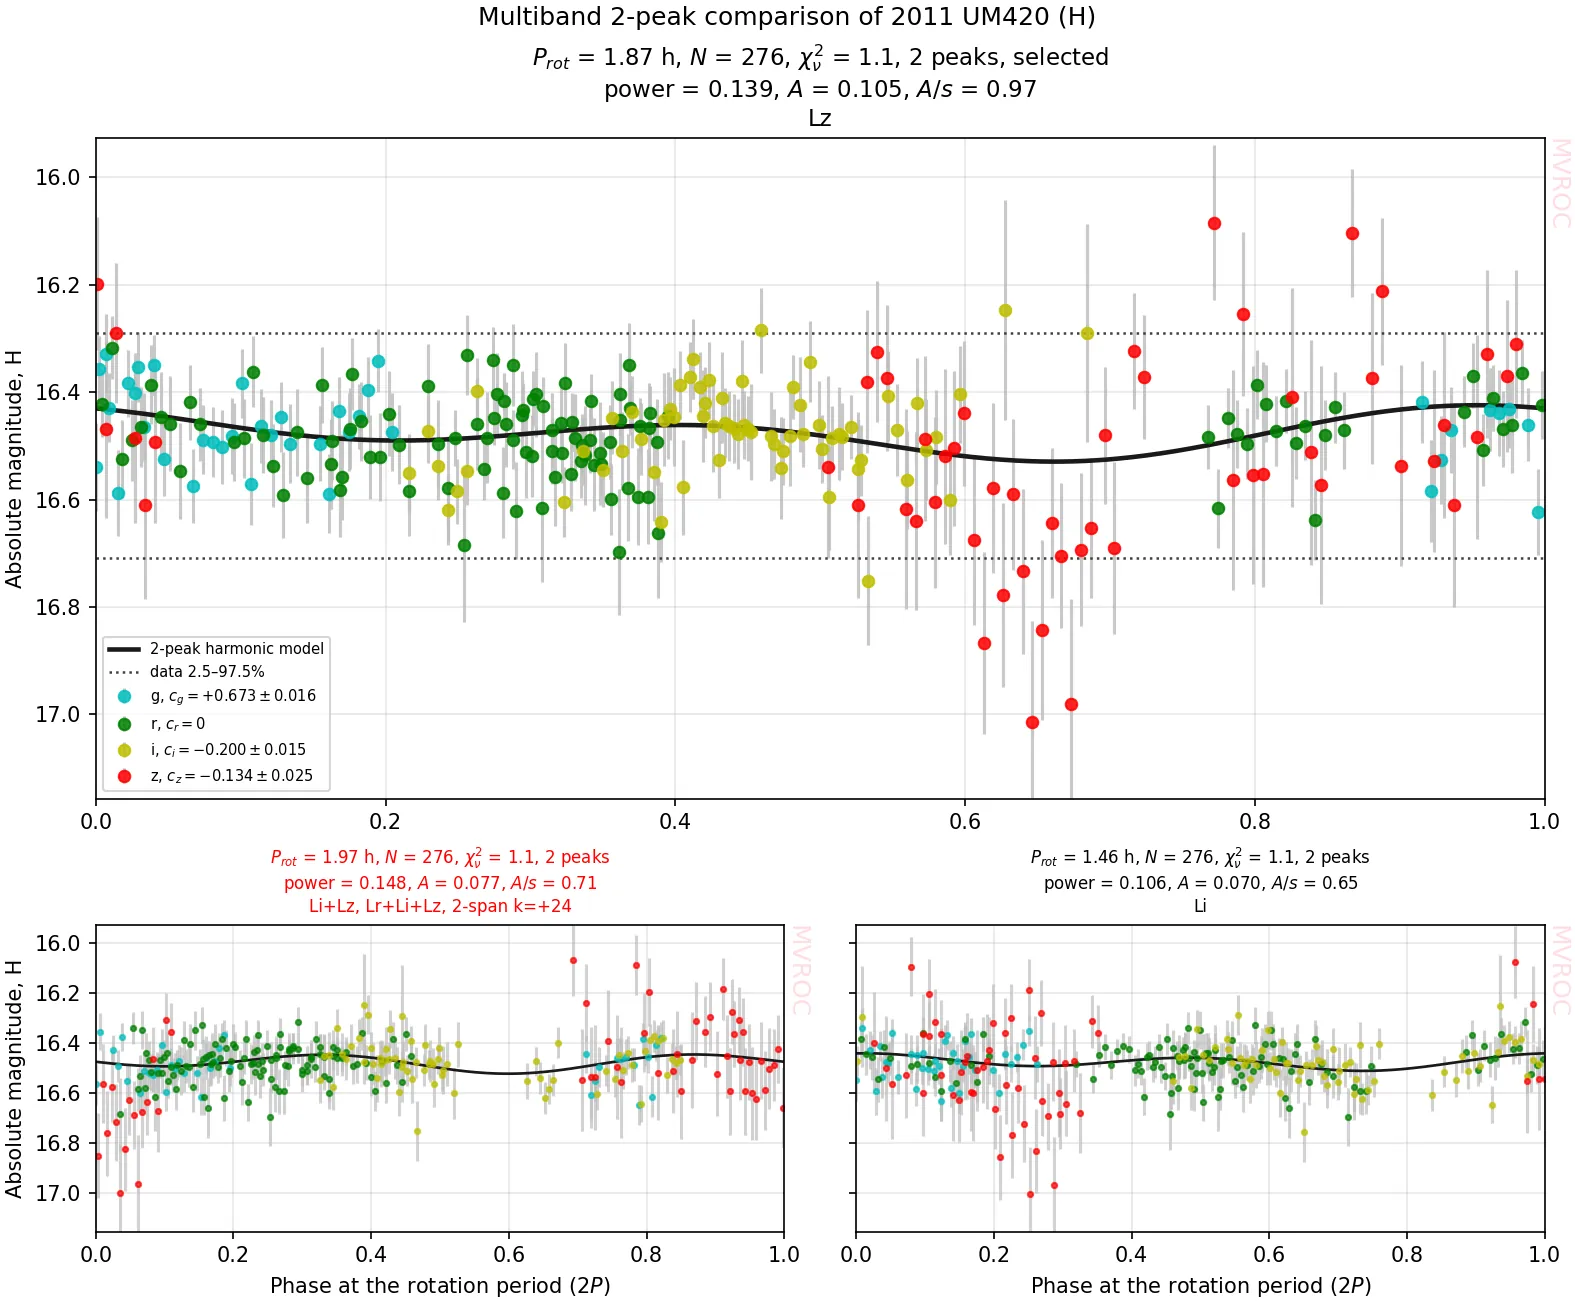 Multiband 2-peak comparison of 2011 UM420 (H)
P_rot = 1.87 h, N = 276, χ²_ν = 1.1, 2 peaks, selected
power = 0.139, A = 0.105, A/s = 0.97
Lz
MVROC
Absolute magnitude, H
16.0
16.2
16.4
16.6
16.8
17.0
2-peak harmonic model
data 2.5–97.5%
g, c_g = +0.673 ± 0.016
r, c_r = 0
i, c_i = −0.200 ± 0.015
z, c_z = −0.134 ± 0.025
0.0 0.2 0.4 0.6 0.8 1.0
P_rot = 1.97 h, N = 276, χ²_ν = 1.1, 2 peaks
power = 0.148, A = 0.077, A/s = 0.71
Li+Lz, Lr+Li+Lz, 2-span k=+24
MVROC
Absolute magnitude, H
16.0
16.2
16.4
16.6
16.8
17.0
0.0 0.2 0.4 0.6 0.8 1.0
Phase at the rotation period (2P)
P_rot = 1.46 h, N = 276, χ²_ν = 1.1, 2 peaks
power = 0.106, A = 0.070, A/s = 0.65
Li
MVROC
0.0 0.2 0.4 0.6 0.8 1.0
Phase at the rotation period (2P)